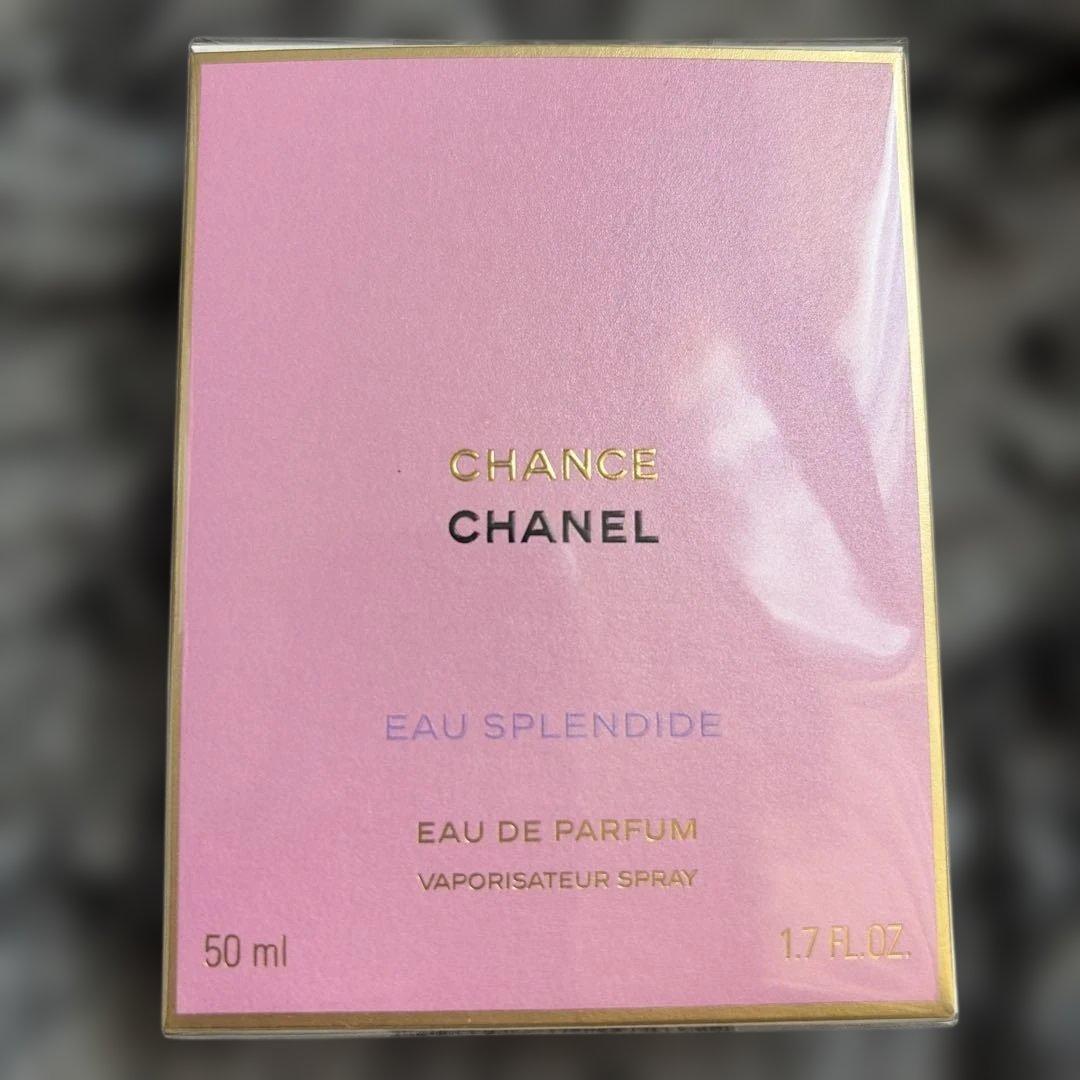 CHANCE
CHANEL
EAU SPLENDIDE
EAU DE PARFUM
VAPORISATEUR SPRAY
50 ml 1.7 FL.OZ.